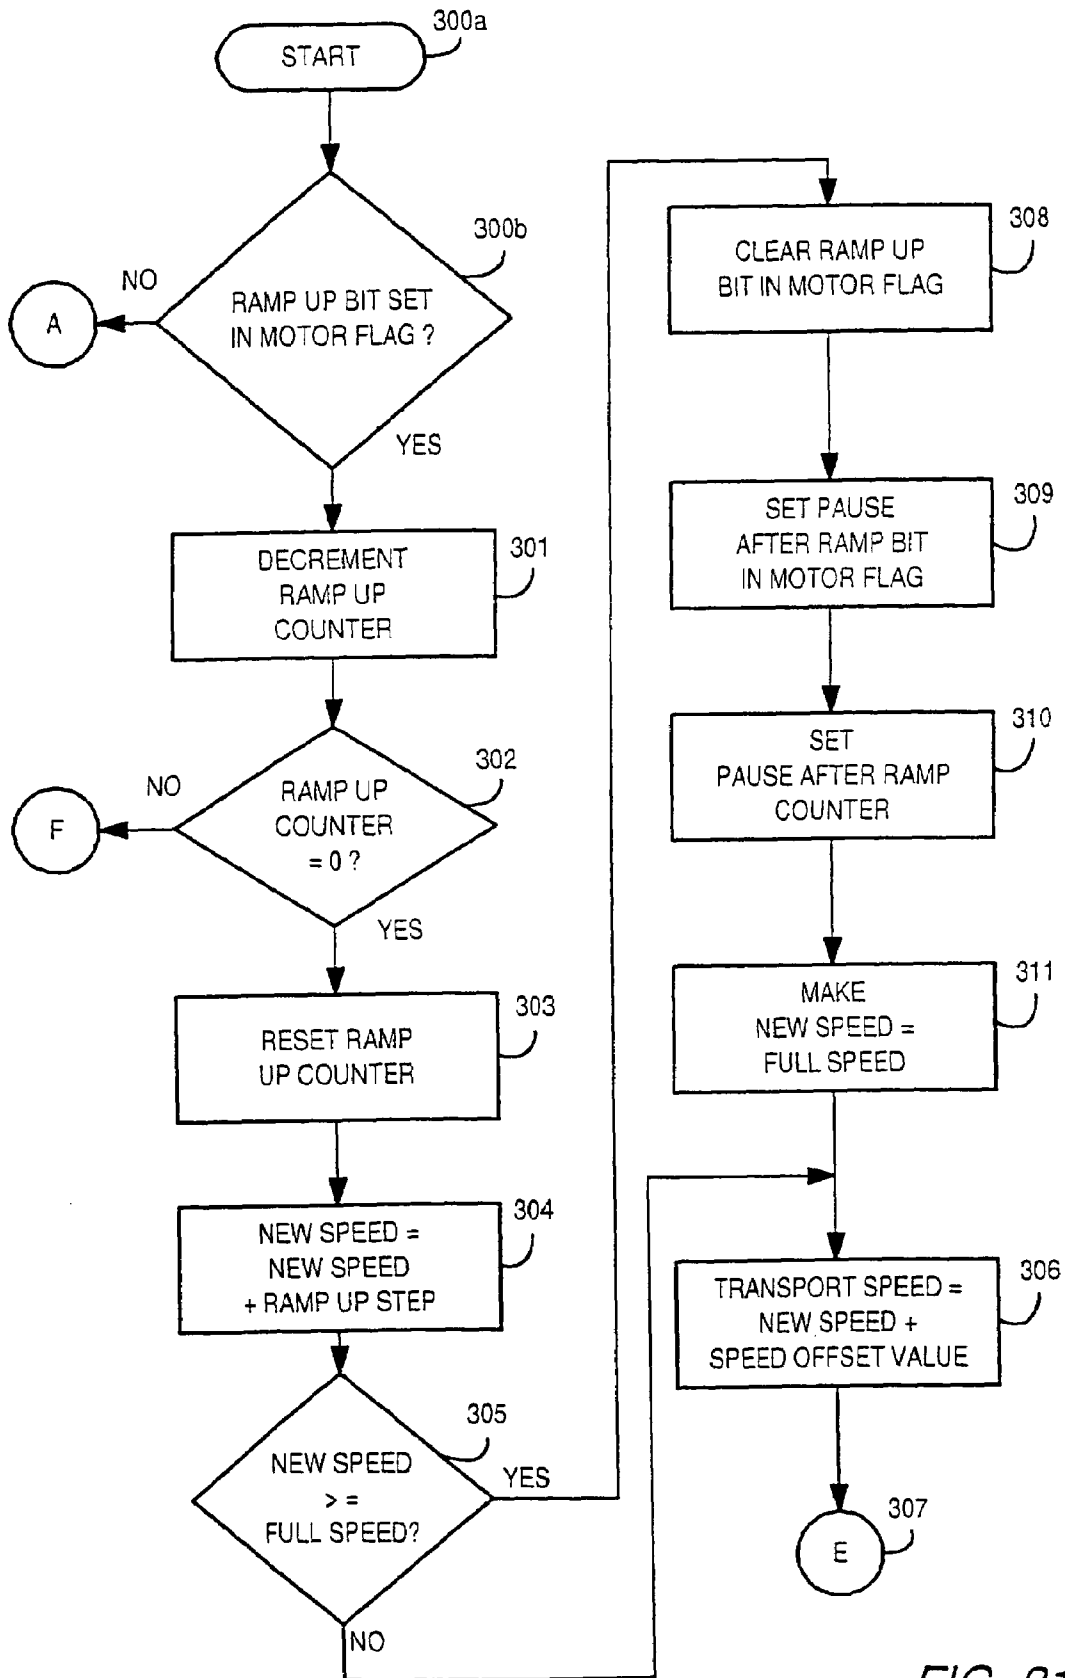 START
300a
RAMP UP BIT SET
IN MOTOR FLAG ?
300b
NO
A
YES
DECREMENT
RAMP UP
COUNTER
301
RAMP UP
COUNTER
= 0 ?
302
NO
F
YES
RESET RAMP
UP COUNTER
303
NEW SPEED =
NEW SPEED
+ RAMP UP STEP
304
NEW SPEED
> =
FULL SPEED?
305
YES
NO
CLEAR RAMP UP
BIT IN MOTOR FLAG
308
SET PAUSE
AFTER RAMP BIT
IN MOTOR FLAG
309
SET
PAUSE AFTER RAMP
COUNTER
310
MAKE
NEW SPEED =
FULL SPEED
311
TRANSPORT SPEED =
NEW SPEED +
SPEED OFFSET VALUE
306
E
307